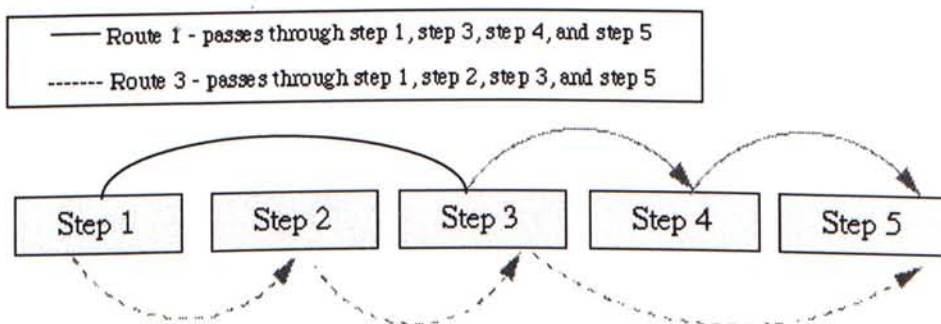 Route 1 - passes through step 1, step 3, step 4, and step 5
Route 3 - passes through step 1, step 2, step 3, and step 5
Step 1 Step 2 Step 3 Step 4 Step 5